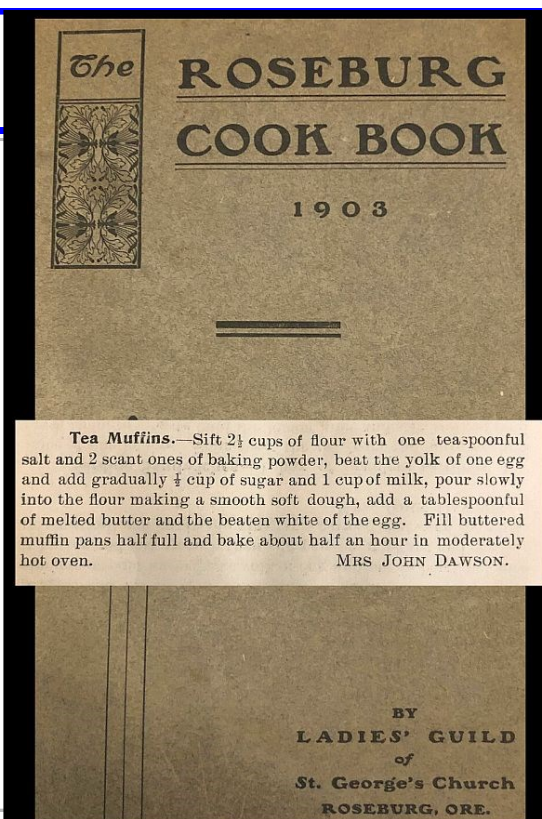 The
ROSEBURG
COOK BOOK
1903
Tea Muffins.—Sift 2½ cups of flour with one teaspoonful
salt and 2 scant ones of baking powder, beat the yolk of one egg
and add gradually ½ cup of sugar and 1 cup of milk, pour slowly
into the flour making a smooth soft dough, add a tablespoonful
of melted butter and the beaten white of the egg. Fill buttered
muffin pans half full and bake about half an hour in moderately
hot oven. MRS JOHN DAWSON.
BY
LADIES' GUILD
of
St. George's Church
ROSEBURG, ORE.